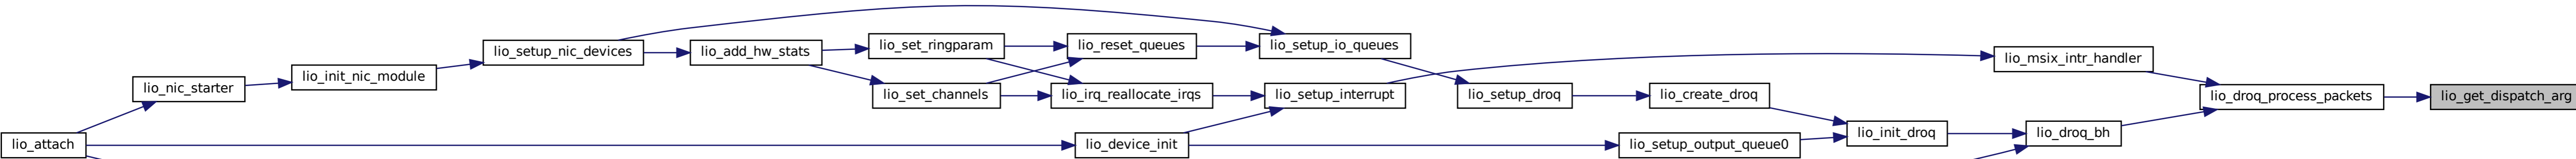 lio_attach
lio_nic_starter
lio_init_nic_module
lio_setup_nic_devices
lio_add_hw_stats
lio_set_ringparam
lio_set_channels
lio_reset_queues
lio_irq_reallocate_irqs
lio_device_init
lio_setup_io_queues
lio_setup_interrupt
lio_setup_droq
lio_setup_output_queue0
lio_create_droq
lio_init_droq
lio_msix_intr_handler
lio_droq_bh
lio_droq_process_packets
lio_get_dispatch_arg